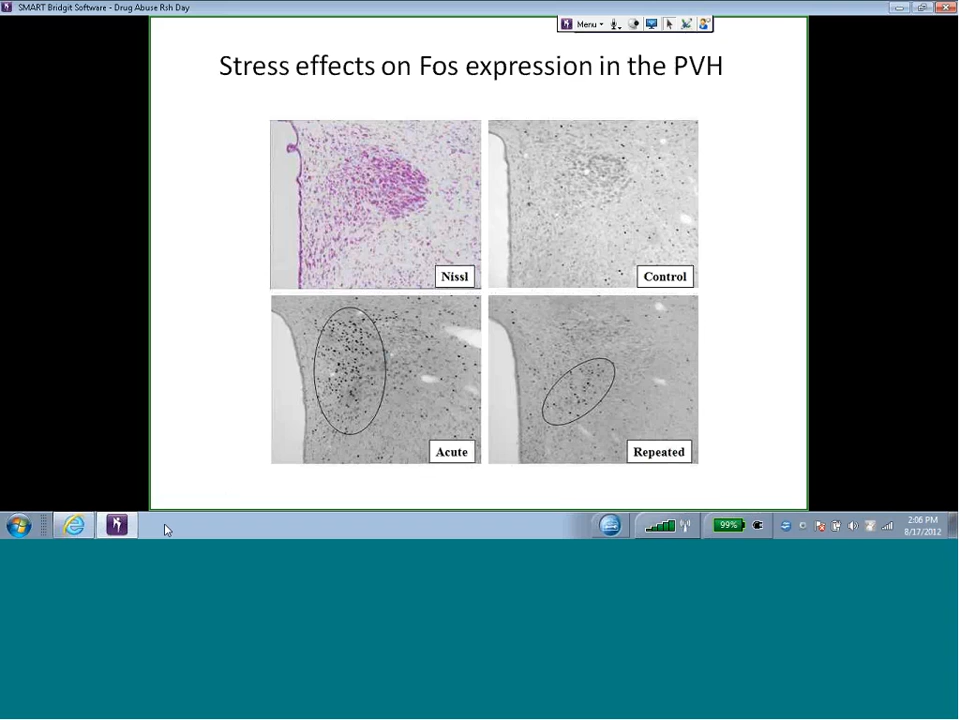 SMART Bridgit Software - Drug Abuse Rsh Day
Menu
Stress effects on Fos expression in the PVH
Nissl
Control
Acute
Repeated
99%
2:06 PM
8/17/2012